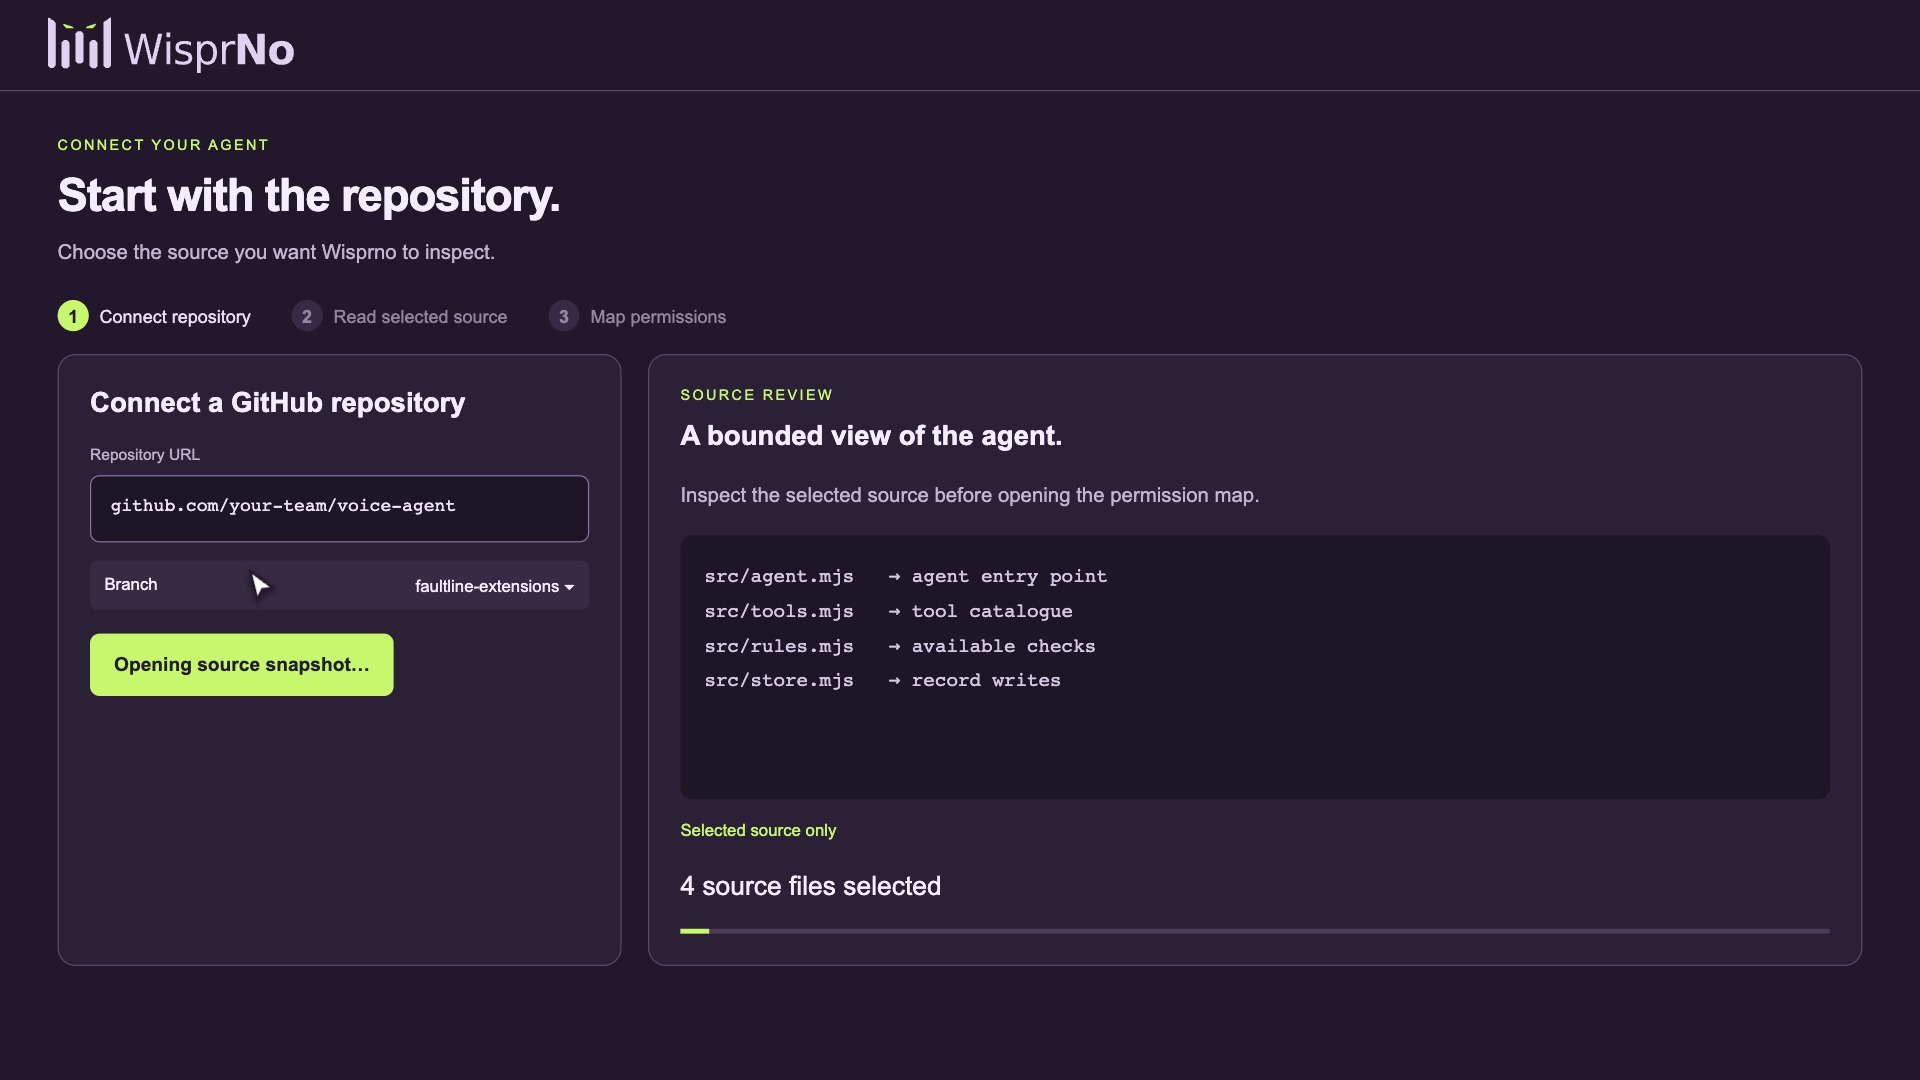 WisprNo
CONNECT YOUR AGENT
Start with the repository.
Choose the source you want Wisprno to inspect.
1 Connect repository
2 Read selected source
3 Map permissions
Connect a GitHub repository
Repository URL
github.com/your-team/voice-agent
Branch faultline-extensions
Opening source snapshot...
SOURCE REVIEW
A bounded view of the agent.
Inspect the selected source before opening the permission map.
src/agent.mjs → agent entry point
src/tools.mjs → tool catalogue
src/rules.mjs → available checks
src/store.mjs → record writes
Selected source only
4 source files selected